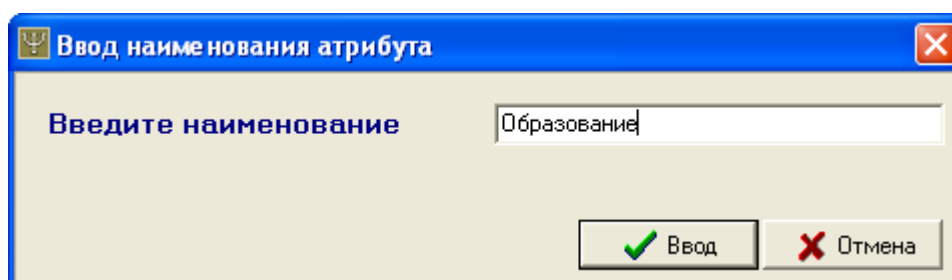 Ввод наименования атрибута
Введите наименование Образование
Ввод Отмена